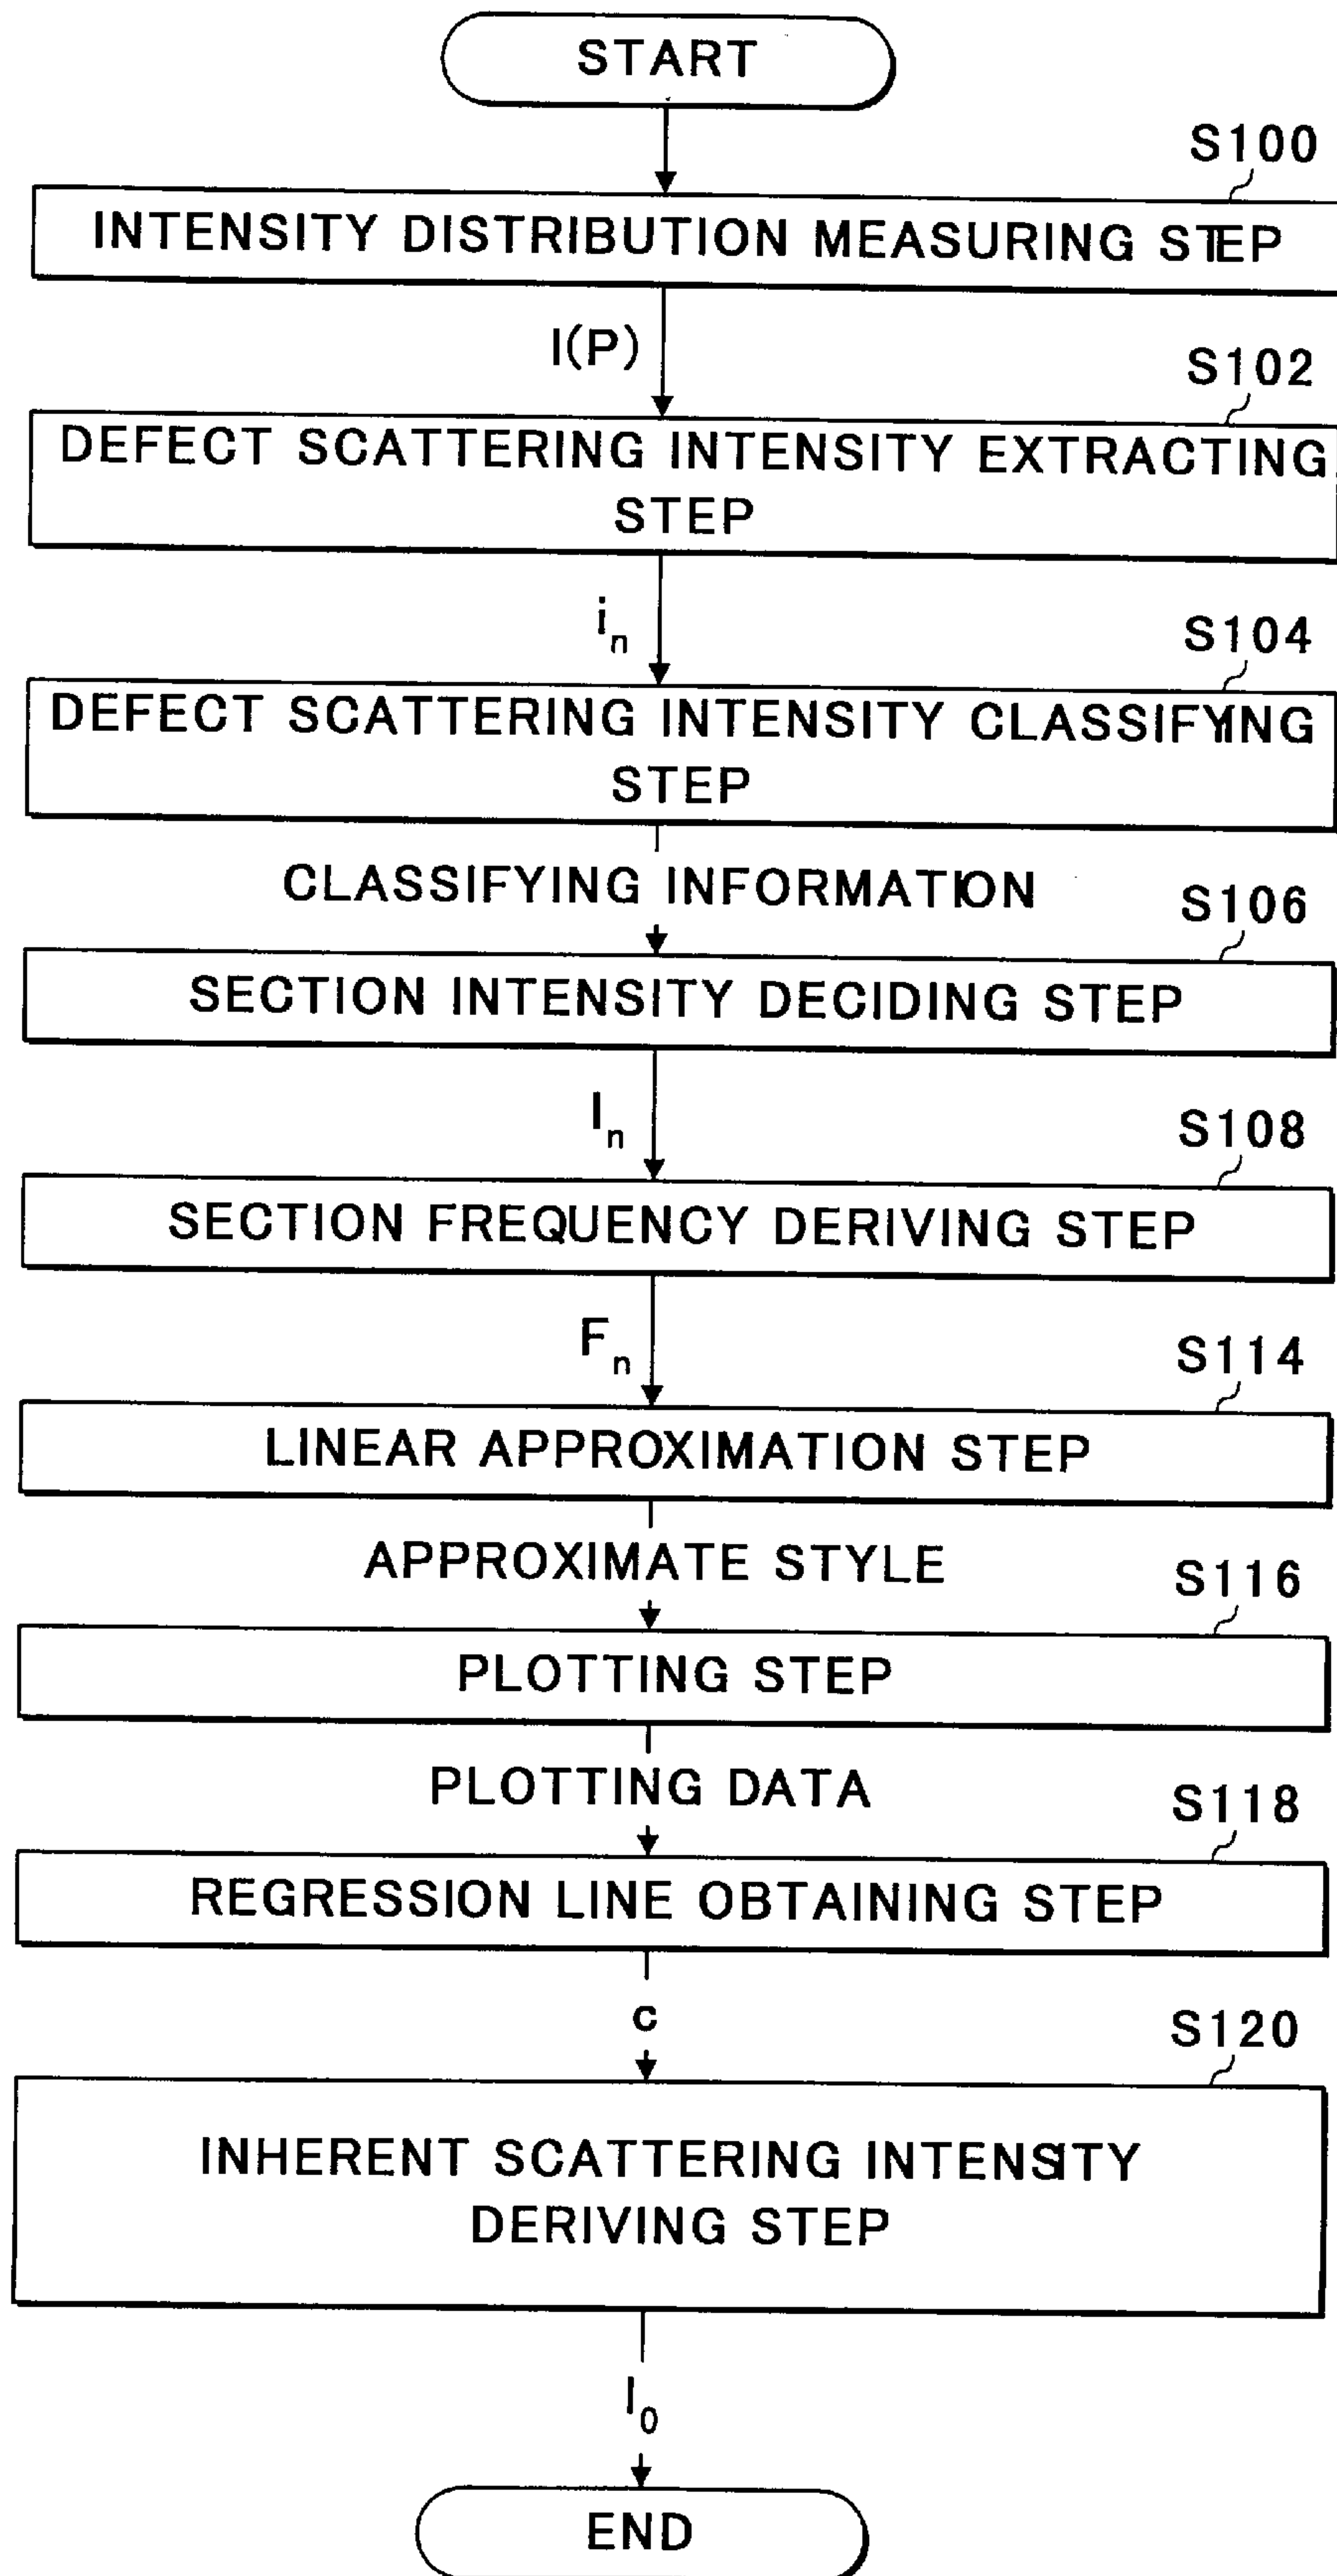 START
S100
INTENSITY DISTRIBUTION MEASURING STEP
I(P)
S102
DEFECT SCATTERING INTENSITY EXTRACTING
STEP
in
S104
DEFECT SCATTERING INTENSITY CLASSIFYING
STEP
CLASSIFYING INFORMATION
S106
SECTION INTENSITY DECIDING STEP
In
S108
SECTION FREQUENCY DERIVING STEP
Fn
S114
LINEAR APPROXIMATION STEP
APPROXIMATE STYLE
S116
PLOTTING STEP
PLOTTING DATA
S118
REGRESSION LINE OBTAINING STEP
c
S120
INHERENT SCATTERING INTENSITY
DERIVING STEP
I0
END